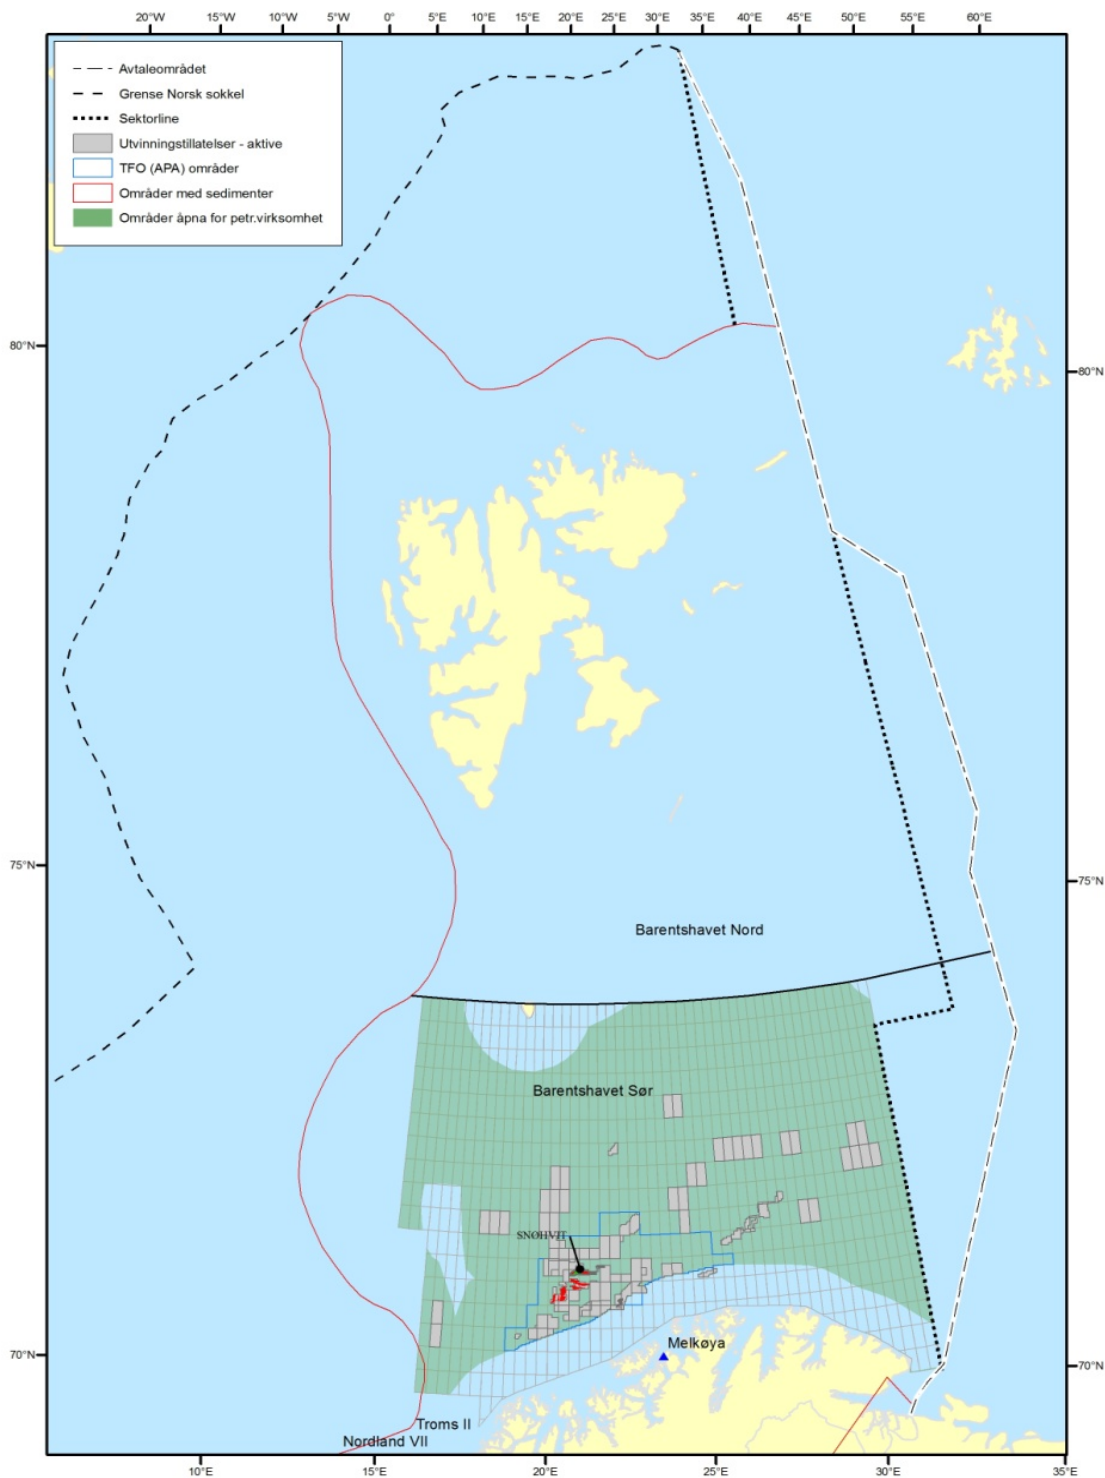 20°W 15°W 10°W 5°W 0° 5°E 10°E 15°E 20°E 25°E 30°E 35°E 40°E 45°E 50°E 55°E 60°E
Avtaleområdet
Grense Norsk sokkel
Sektorline
Utvinningstillatelser - aktive
TFO (APA) områder
Områder med sedimenter
Områder åpna for petr.virksomhet
80°N
80°N
75°N
75°N
Barentshavet Nord
Barentshavet Sør
SNØHVIT
Melkøya
70°N
70°N
Troms II
Nordland VII
10°E 15°E 20°E 25°E 30°E 35°E